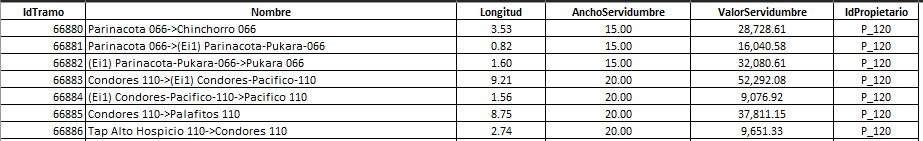 IdTramo Nombre Longitud AnchoServidumbre ValorServidumbre IdPropietario
66880 Parinacota 066->Chinchorro 066 3.53 15.00 28,728.61 P_120
66881 Parinacota 066->(Ei1) Parinacota-Pukara-066 0.82 15.00 16,040.58 P_120
66882 (Ei1) Parinacota-Pukara-066->Pukara 066 1.60 15.00 32,080.61 P_120
66883 Condores 110->(Ei1) Condores-Pacifico-110 9.21 20.00 52,292.08 P_120
66884 (Ei1) Condores-Pacifico-110->Pacifico 110 1.56 20.00 9,076.92 P_120
66885 Condores 110->Palafitos 110 8.75 20.00 37,811.15 P_120
66886 Tap Alto Hospicio 110->Condores 110 2.74 20.00 9,651.33 P_120